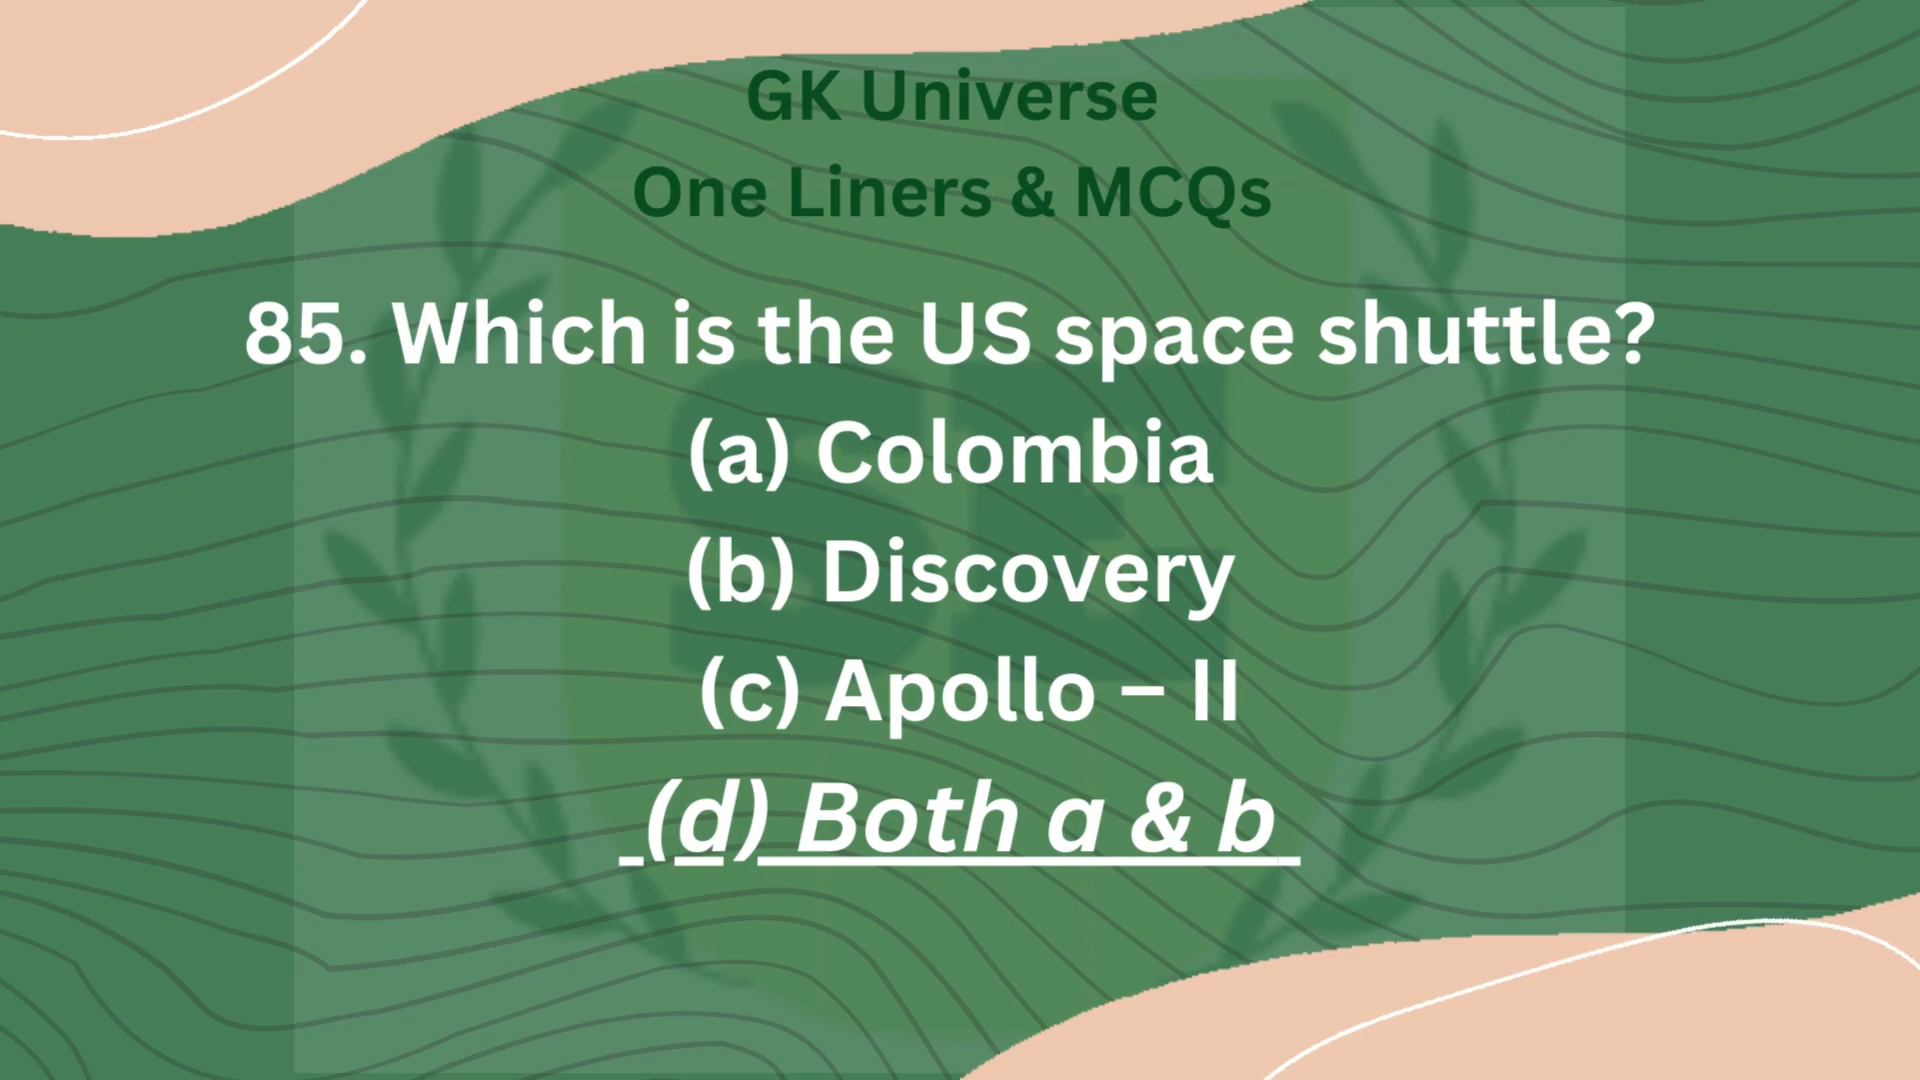 GK Universe
One Liners & MCQs
85. Which is the US space shuttle?
(a) Colombia
(b) Discovery
(c) Apollo – II
(d) Both a & b